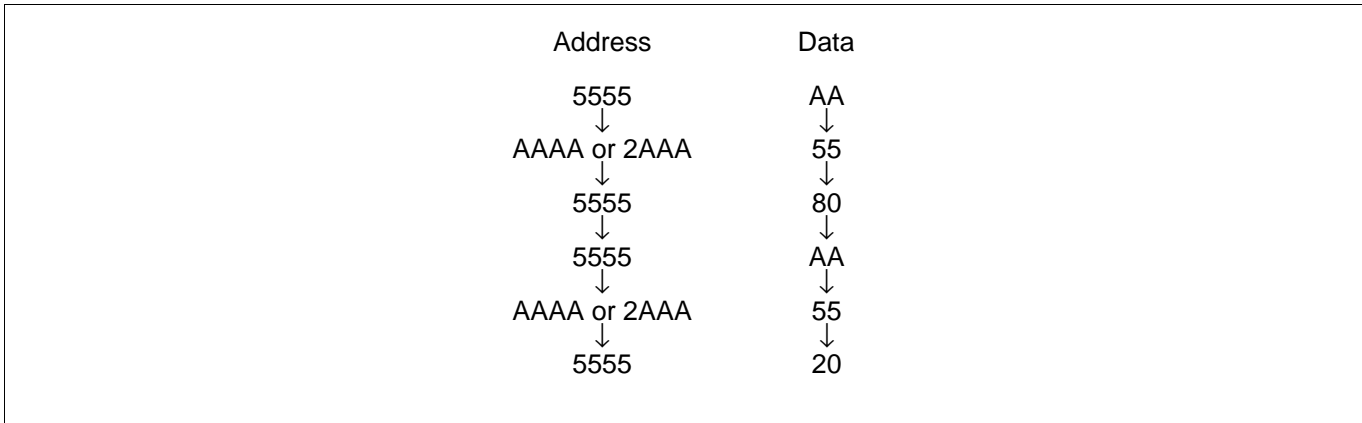 Address Data
5555 AA
↓ ↓
AAAA or 2AAA 55
↓ ↓
5555 80
↓ ↓
5555 AA
↓ ↓
AAAA or 2AAA 55
↓ ↓
5555 20